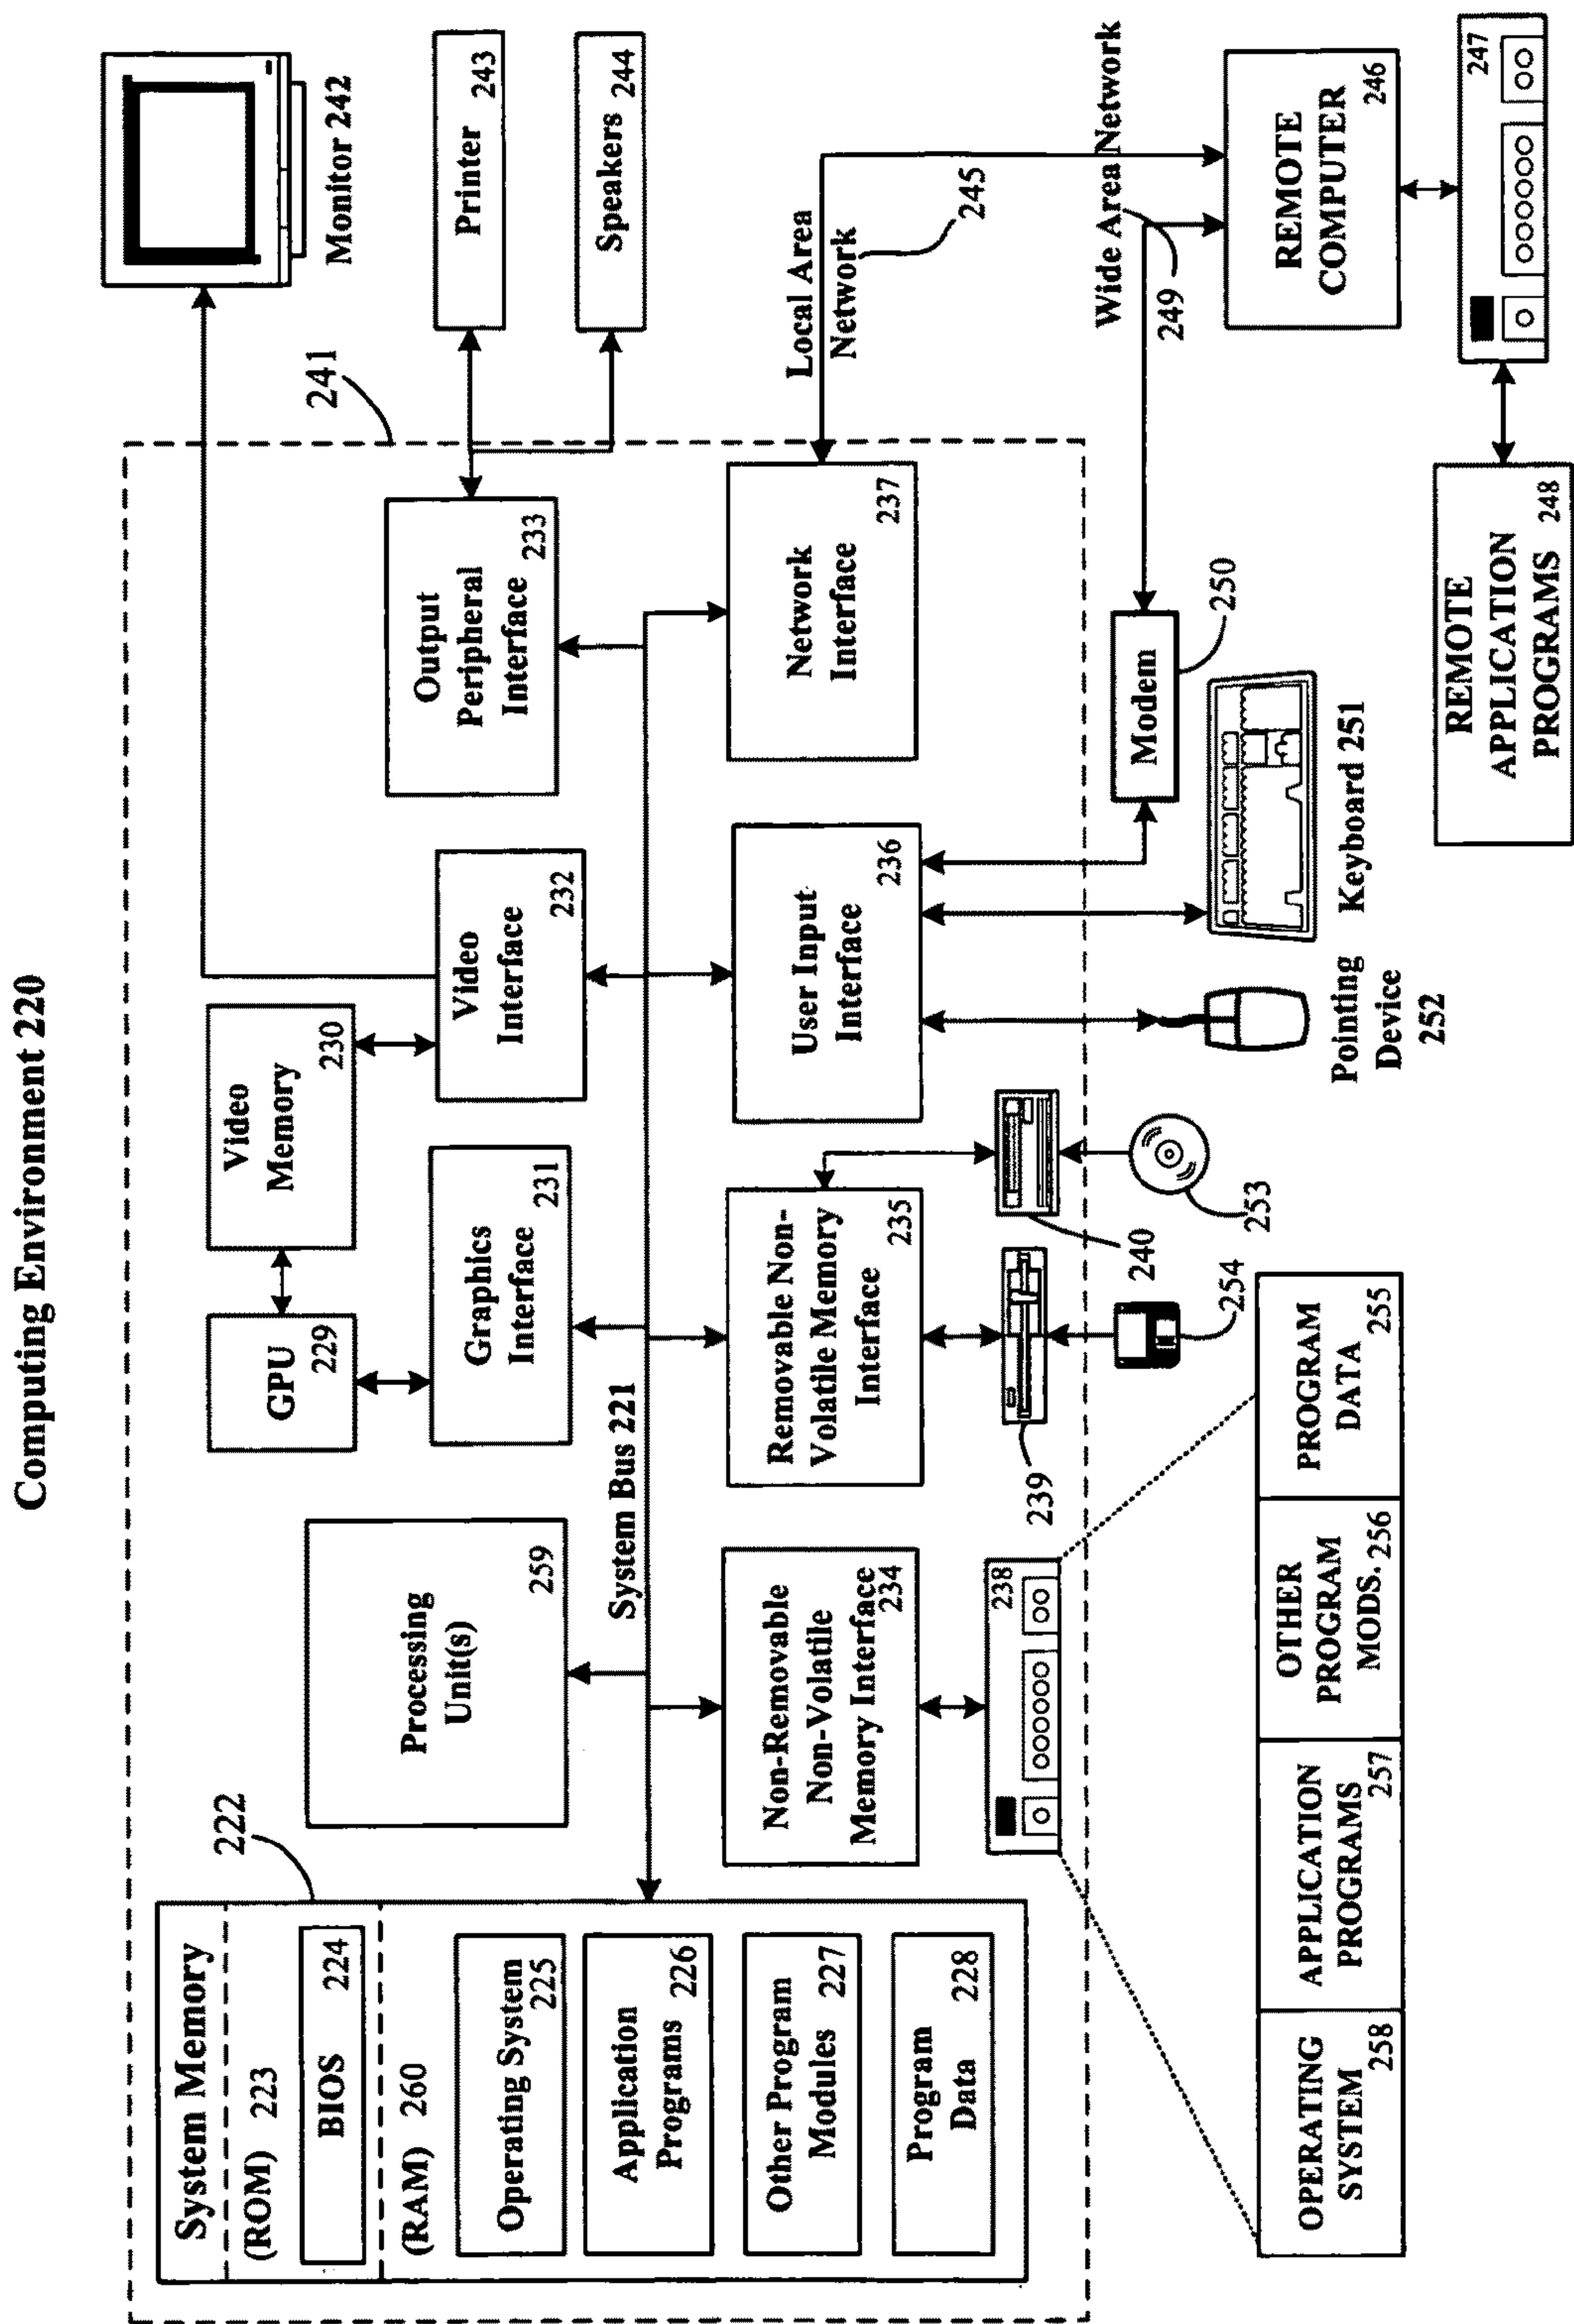 Computing Environment 220
System Memory
222
(ROM) 223
BIOS
224
(RAM) 260
Operating System
225
Application
Programs
226
Other Program
Modules
227
Program
Data
228
Processing
Unit(s)
259
System Bus 221
GPU
229
Video
Memory
230
Graphics
Interface
231
Video
Interface
232
Output
Peripheral
Interface
233
241
Monitor 242
Printer
243
Speakers
244
Non-Removable
Non-Volatile
Memory Interface
234
Removable Non-
Volatile Memory
Interface
235
User Input
Interface
236
Network
Interface
237
Local Area
Network
245
238
239
240
254
253
Pointing
Device
252
Keyboard 251
Modem
250
Wide Area Network
249
REMOTE
COMPUTER
246
247
REMOTE
APPLICATION
PROGRAMS
248
OPERATING
SYSTEM
258
APPLICATION
PROGRAMS
257
OTHER
PROGRAM
MODS.
256
PROGRAM
DATA
255